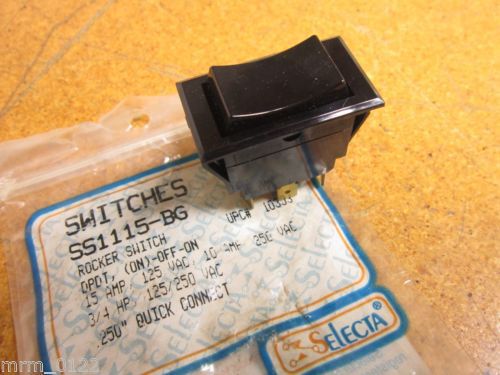 SWITCHES
SS1115-BG UPC# 10353
ROCKER SWITCH
DPDT, (ON)-OFF-ON
15 AMP, 125 VAC, 10 AMP 250 VAC
3/4 HP, 125/250 VAC
.250" QUICK CONNECT
SELECTA
mrm_0122